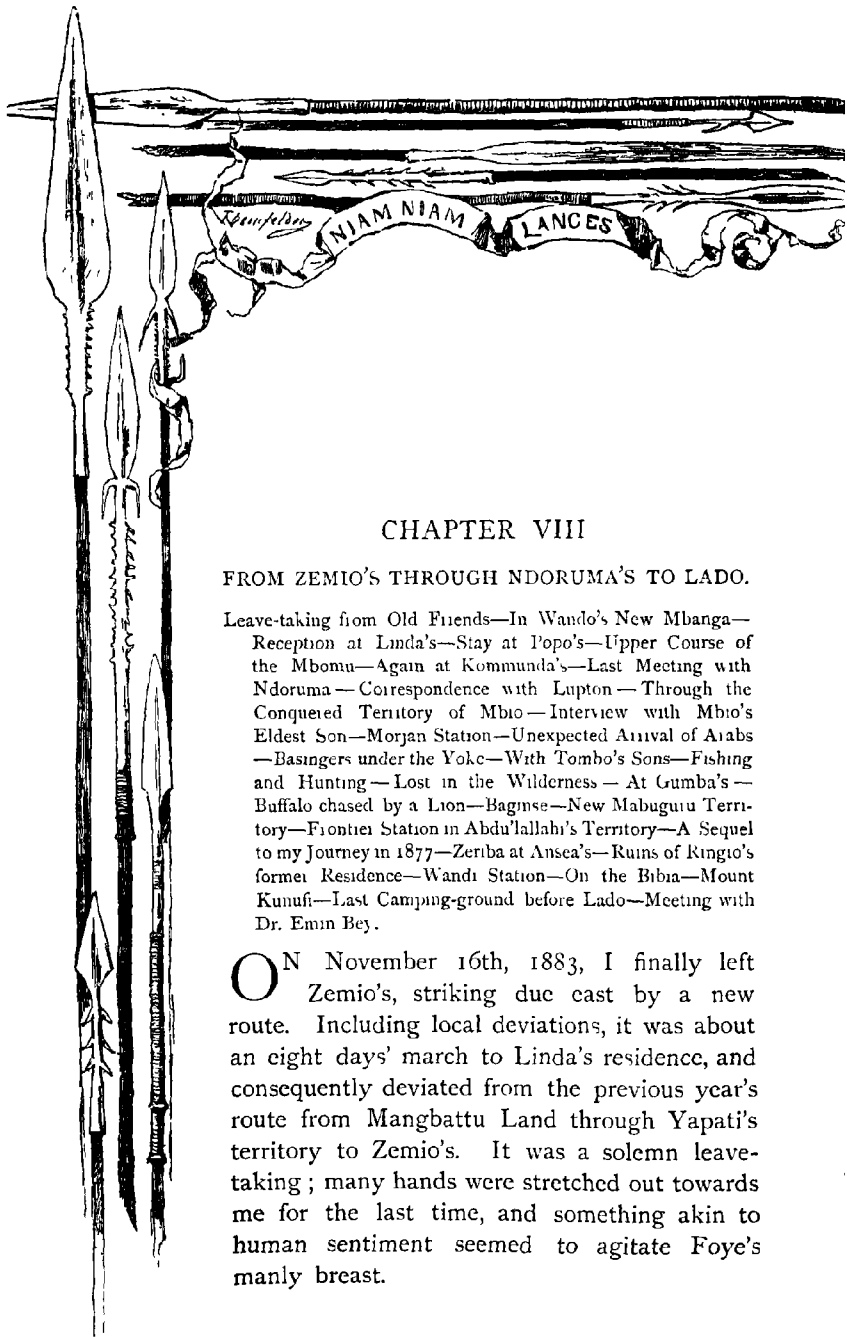 NIAM NIAM LANCES
CHAPTER VIII
FROM ZEMIO'S THROUGH NDORUMA'S TO LADO.
Leave-taking from Old Friends—In Wando's New Mbanga—
Reception at Linda's—Stay at Popo's—Upper Course of
the Mbomu—Again at Kommunda's—Last Meeting with
Ndoruma—Correspondence with Lupton—Through the
Conquered Territory of Mbio—Interview with Mbio's
Eldest Son—Morjan Station—Unexpected Arrival of Arabs
—Basingers under the Yoke—With Tombo's Sons—Fishing
and Hunting—Lost in the Wilderness—At Gumba's—
Buffalo chased by a Lion—Baginse—New Mabuguru Terri-
tory—Frontier Station in Abdu'lallahi's Territory—A Sequel
to my Journey in 1877—Zeriba at Ansea's—Ruins of Ringio's
former Residence—Wandi Station—On the Bibia—Mount
Kunufi—Last Camping-ground before Lado—Meeting with
Dr. Emin Bey.
ON November 16th, 1883, I finally left
Zemio's, striking due east by a new
route. Including local deviations, it was about
an eight days' march to Linda's residence, and
consequently deviated from the previous year's
route from Mangbattu Land through Yapati's
territory to Zemio's. It was a solemn leave-
taking; many hands were stretched out towards
me for the last time, and something akin to
human sentiment seemed to agitate Foye's
manly breast.